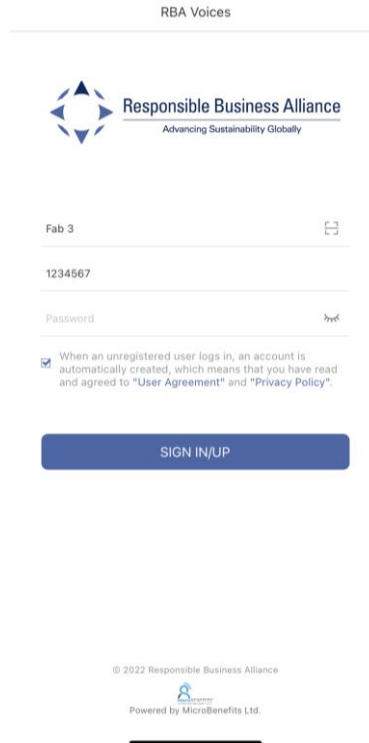 RBA Voices
Responsible Business Alliance
Advancing Sustainability Globally
Fab 3
1234567
Password
When an unregistered user logs in, an account is
automatically created, which means that you have read
and agreed to "User Agreement" and "Privacy Policy".
SIGN IN/UP
© 2022 Responsible Business Alliance
Powered by MicroBenefits Ltd.